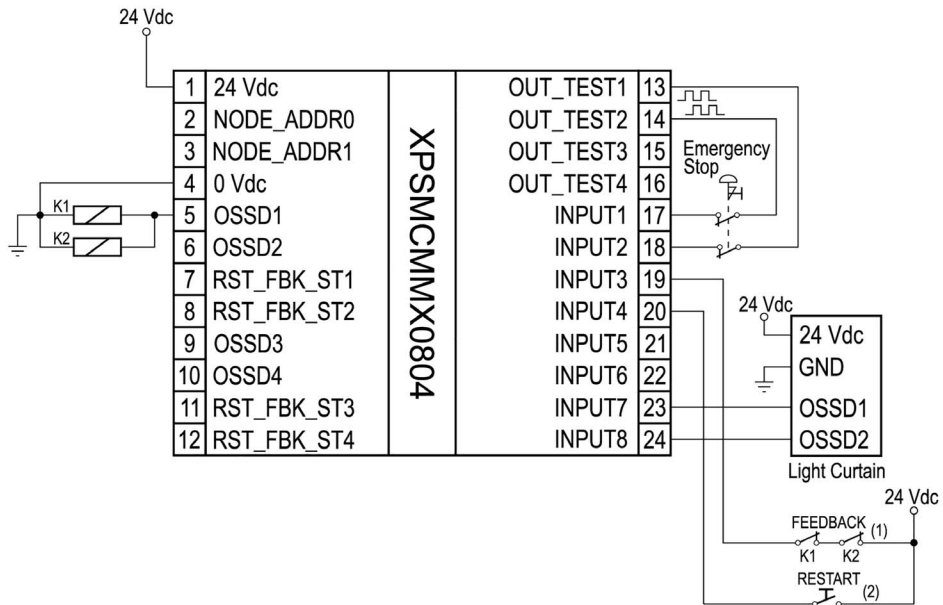 24 Vdc
1 24 Vdc
2 NODE_ADDR0
3 NODE_ADDR1
4 0 Vdc
5 OSSD1
6 OSSD2
7 RST_FBK_ST1
8 RST_FBK_ST2
9 OSSD3
10 OSSD4
11 RST_FBK_ST3
12 RST_FBK_ST4
K1
K2
XPSMCMMX0804
OUT_TEST1 13
OUT_TEST2 14
OUT_TEST3 15
OUT_TEST4 16
INPUT1 17
INPUT2 18
INPUT3 19
INPUT4 20
INPUT5 21
INPUT6 22
INPUT7 23
INPUT8 24
Emergency
Stop
24 Vdc
24 Vdc
GND
OSSD1
OSSD2
Light Curtain
24 Vdc
FEEDBACK (1)
K1 K2
RESTART (2)